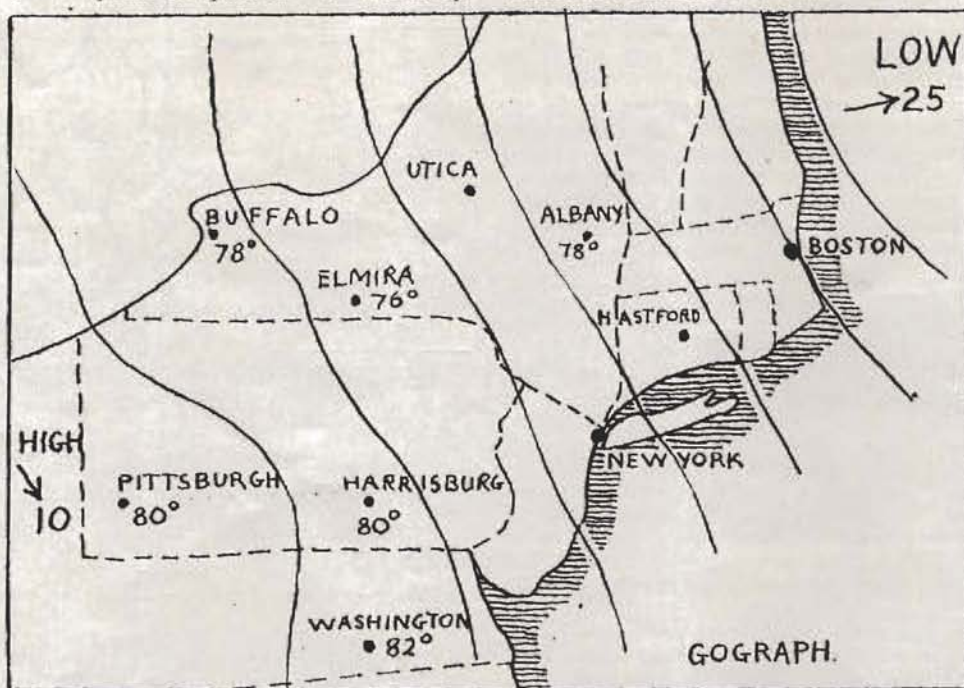 LOW
→25
UTICA
BUFFALO
78°
ALBANY
78°
BOSTON
ELMIRA
76°
HASTFORD
HIGH
10
NEW YORK
PITTSBURGH
80°
HARRISBURG
80°
WASHINGTON
82°
GOGRAPH.